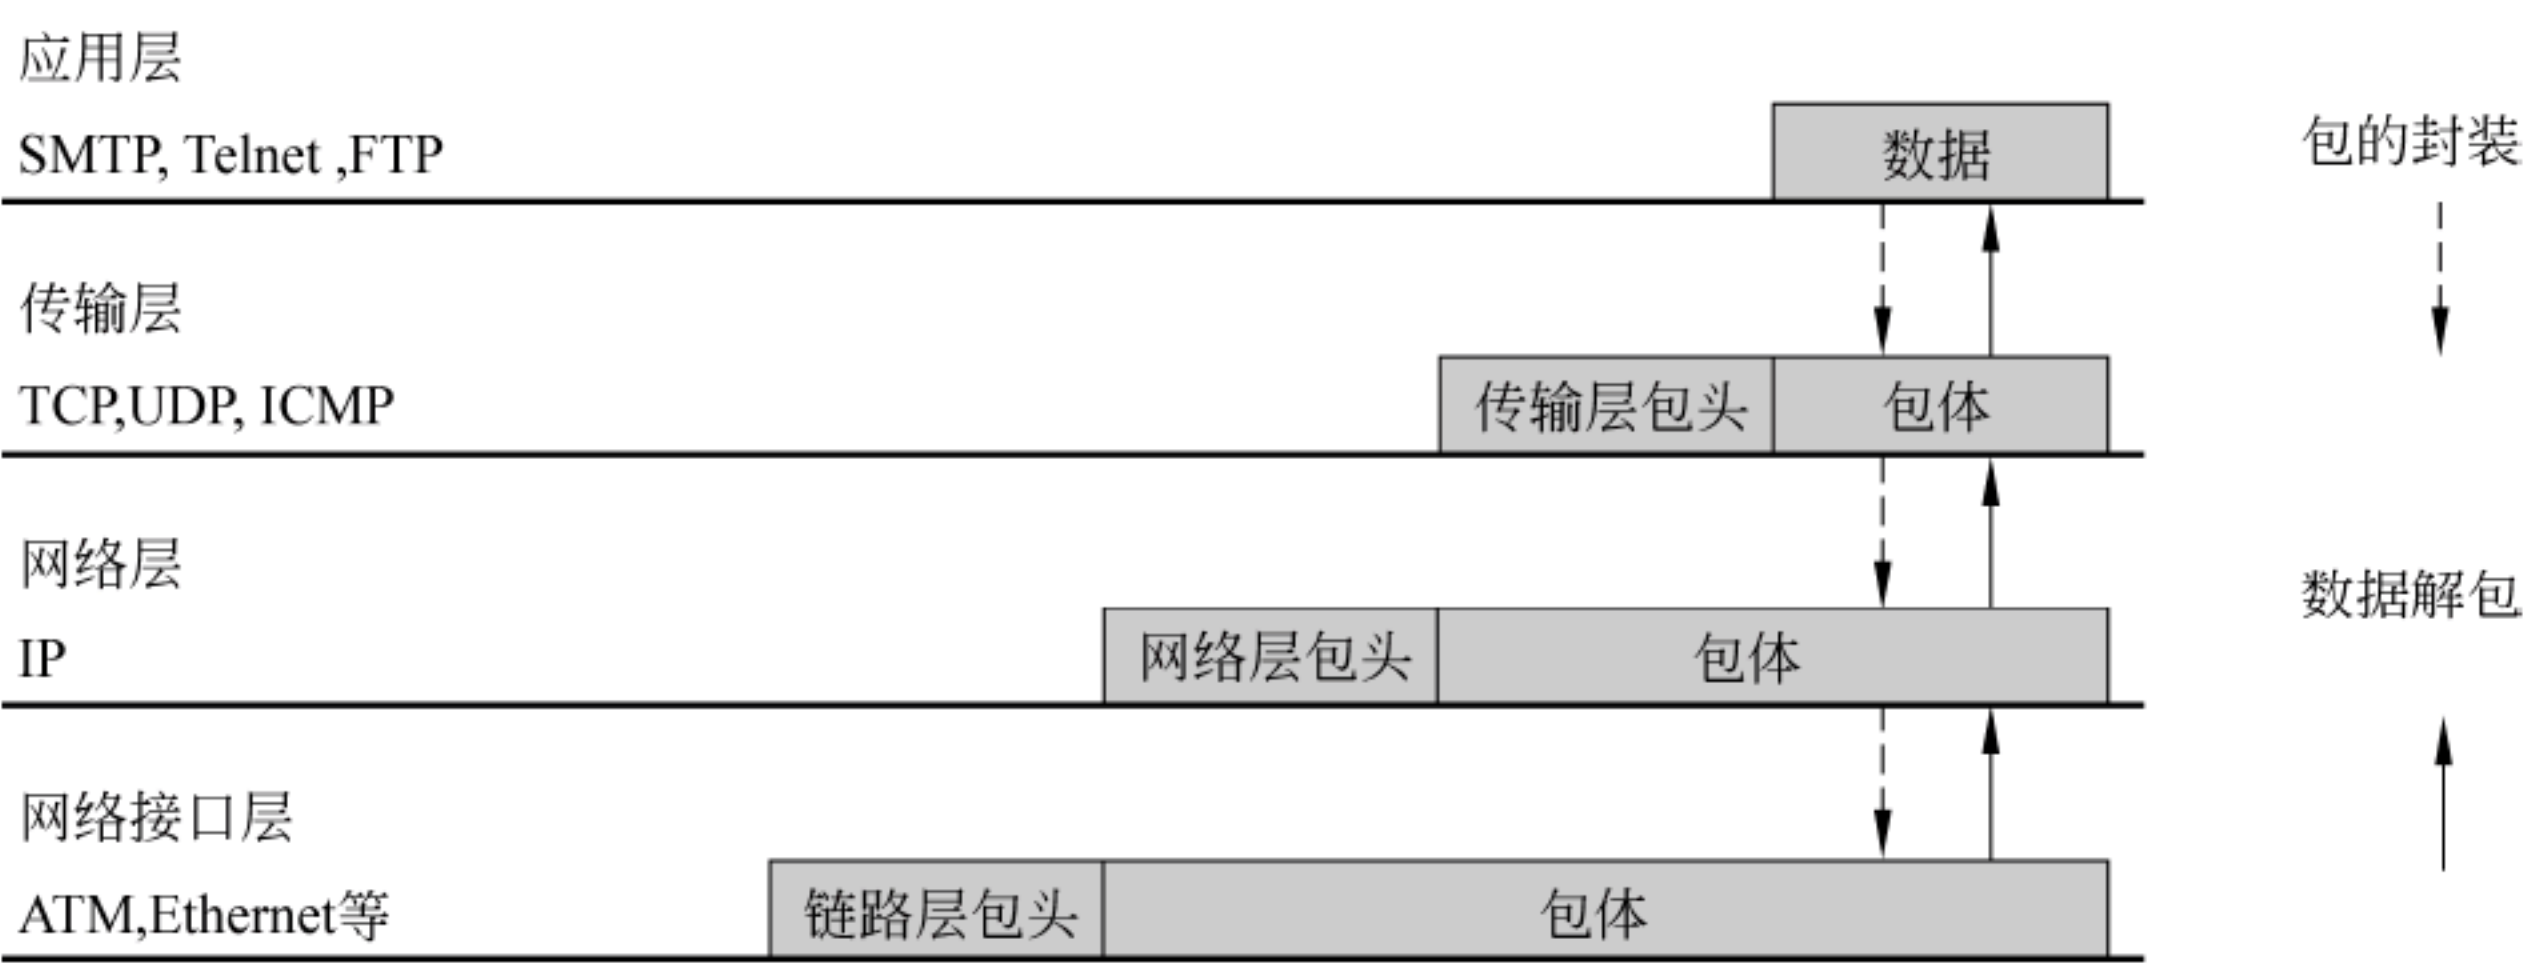 应用层
SMTP, Telnet ,FTP
数据
包的封装
传输层
TCP,UDP, ICMP
传输层包头
包体
网络层
IP
网络层包头
包体
数据解包
网络接口层
ATM,Ethernet等
链路层包头
包体